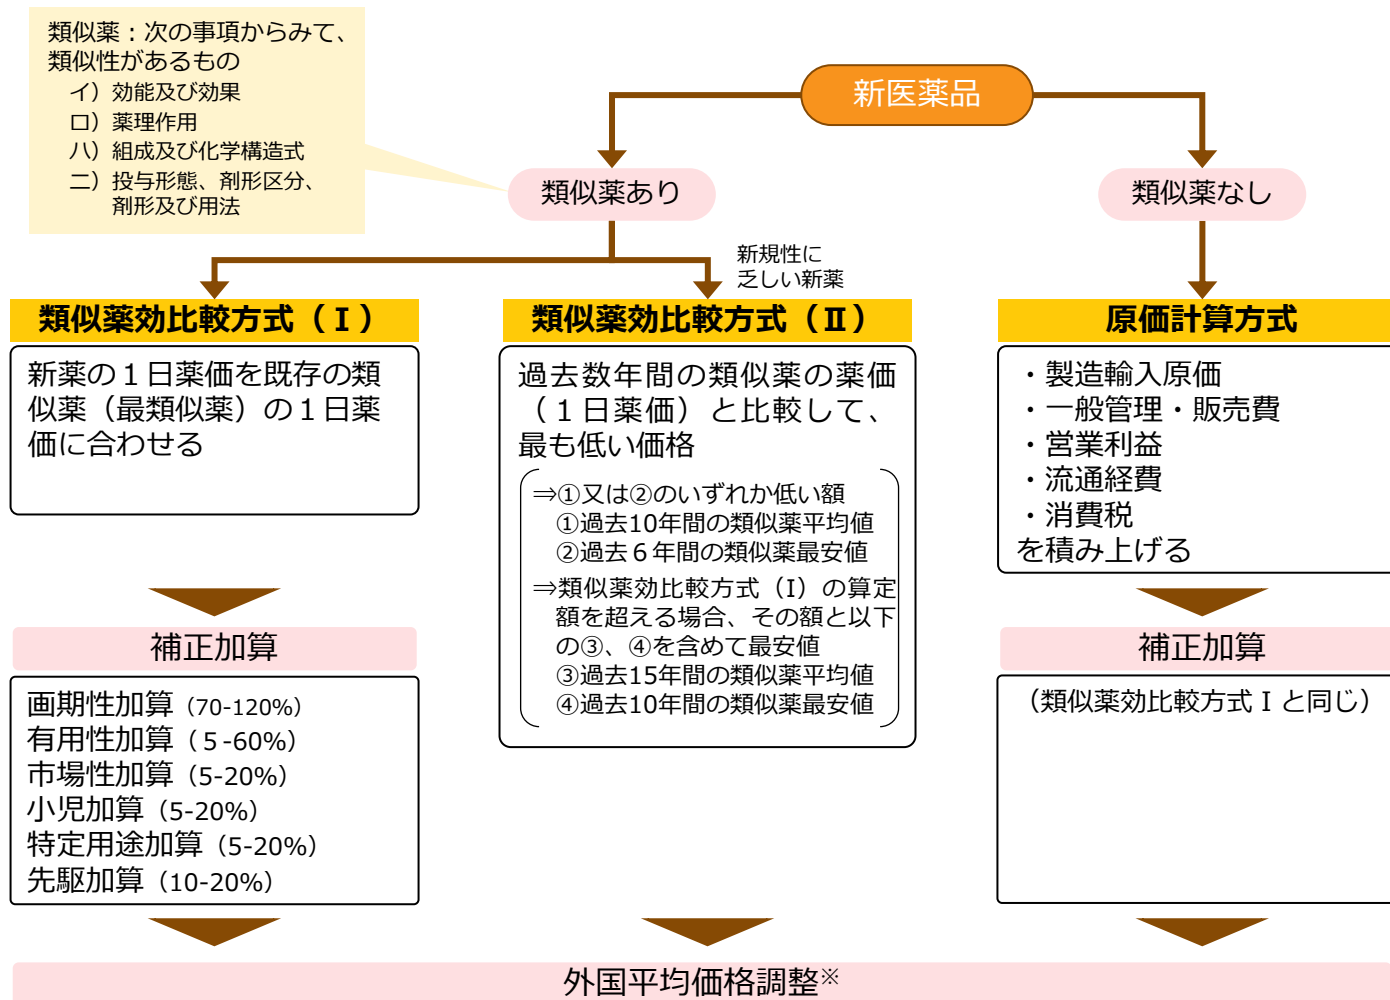 類似薬：次の事項からみて、
類似性があるもの
イ）効能及び効果
ロ）薬理作用
ハ）組成及び化学構造式
ニ）投与形態、剤形区分、
剤形及び用法
新医薬品
類似薬あり
類似薬なし
新規性に
乏しい新薬
類似薬効比較方式（Ⅰ）
新薬の１日薬価を既存の類
似薬（最類似薬）の１日薬
価に合わせる
補正加算
画期性加算（70-120%）
有用性加算（５-60%）
市場性加算（5-20%）
小児加算（5-20%）
特定用途加算（5-20%）
先駆加算（10-20%）
類似薬効比較方式（Ⅱ）
過去数年間の類似薬の薬価
（１日薬価）と比較して、
最も低い価格
⇒①又は②のいずれか低い額
①過去10年間の類似薬平均値
②過去６年間の類似薬最安値
⇒類似薬効比較方式（I）の算定
額を超える場合、その額と以下
の③、④を含めて最安値
③過去15年間の類似薬平均値
④過去10年間の類似薬最安値
原価計算方式
・製造輸入原価
・一般管理・販売費
・営業利益
・流通経費
・消費税
を積み上げる
補正加算
（類似薬効比較方式 I と同じ）
外国平均価格調整※